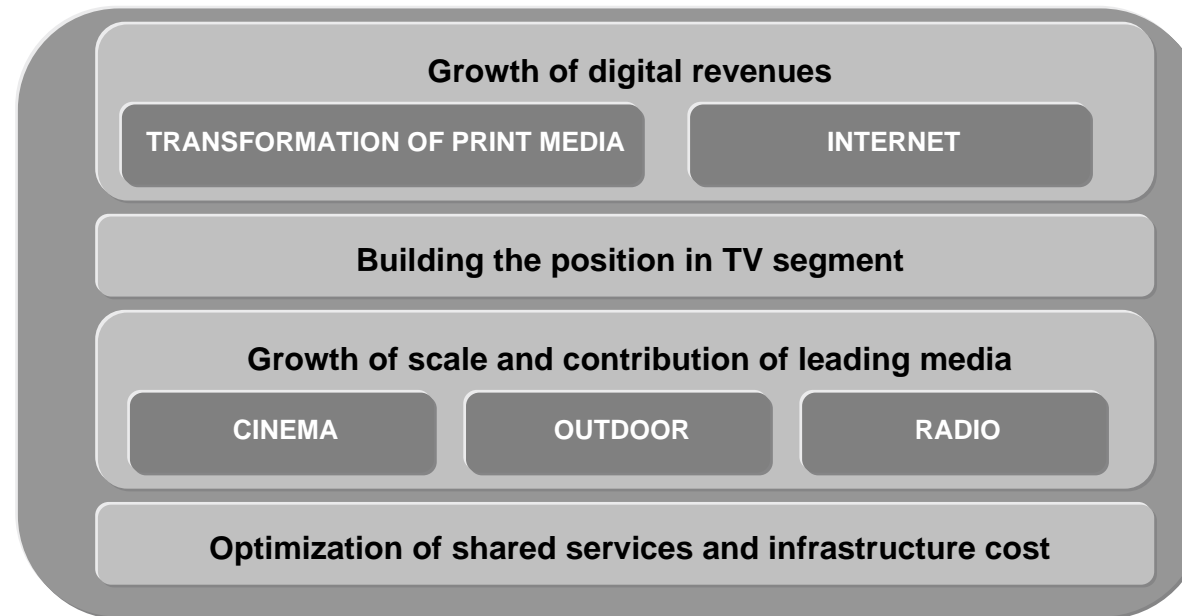 Growth of digital revenues
TRANSFORMATION OF PRINT MEDIA
INTERNET
Building the position in TV segment
Growth of scale and contribution of leading media
CINEMA
OUTDOOR
RADIO
Optimization of shared services and infrastructure cost